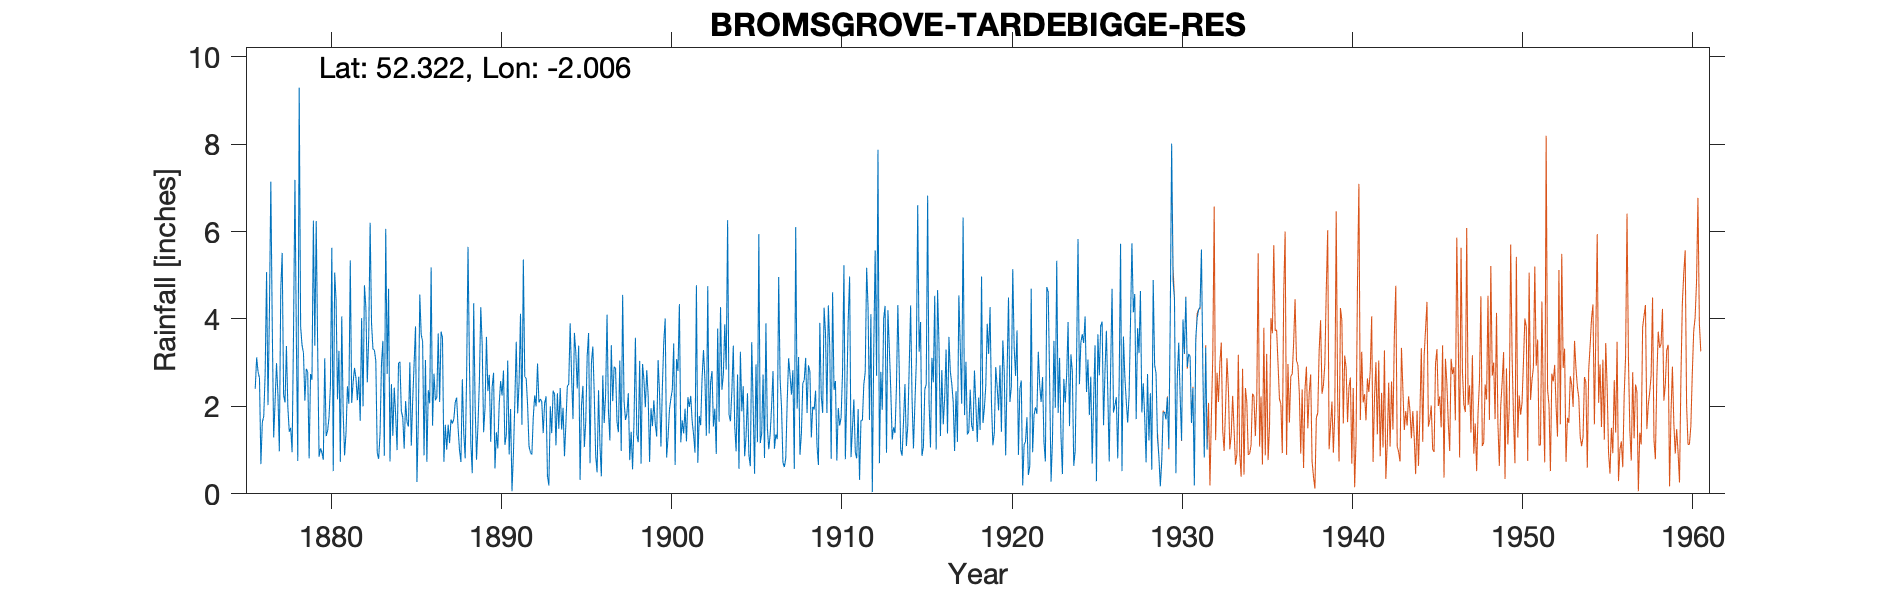 BROMSGROVE-TARDEBIGGE-RES
Lat: 52.322, Lon: -2.006
Rainfall [inches]
10
8
6
4
2
0
1880 1890 1900 1910 1920 1930 1940 1950 1960
Year